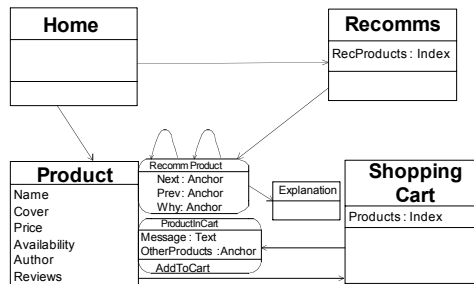 Home
Recomms
RecProducts : Index
Product
Name
Cover
Price
Availability
Author
Reviews
Recomm Product
Next : Anchor
Prev : Anchor
Why: Anchor
Explanation
ProductInCart
Message : Text
OtherProducts :Anchor
AddToCart
Shopping
Cart
Products : Index